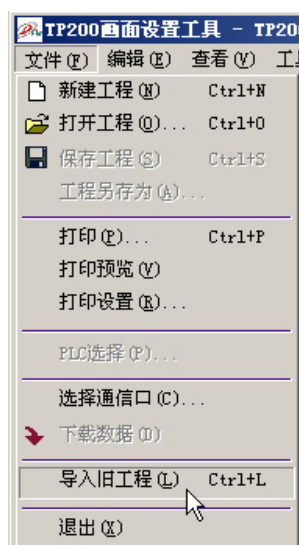 TP200画面设置工具 - TP20
文件(F) 编辑(E) 查看(V) 工
新建工程(N) Ctrl+N
打开工程(O)... Ctrl+O
保存工程(S) Ctrl+S
工程另存为(A)...
打印(P)... Ctrl+P
打印预览(V)
打印设置(R)...
PLC选择(P)...
选择通信口(C)...
下载数据(D)
导入旧工程(L) Ctrl+L
退出(X)